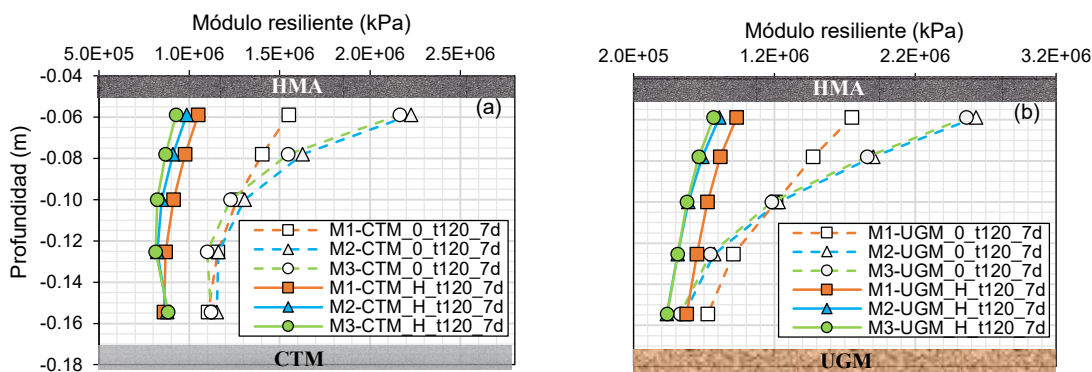 Módulo resiliente (kPa)
5.0E+05 1.0E+06 1.5E+06 2.0E+06 2.5E+06
Profundidad (m)
-0.04
-0.06
-0.08
-0.10
-0.12
-0.14
-0.16
-0.18
HMA
(a)
M1-CTM_0_t120_7d
M2-CTM_0_t120_7d
M3-CTM_0_t120_7d
M1-CTM_H_t120_7d
M2-CTM_H_t120_7d
M3-CTM_H_t120_7d
CTM
Módulo resiliente (kPa)
2.0E+05 1.2E+06 2.2E+06 3.2E+06
HMA
(b)
M1-UGM_0_t120_7d
M2-UGM_0_t120_7d
M3-UGM_0_t120_7d
M1-UGM_H_t120_7d
M2-UGM_H_t120_7d
M3-UGM_H_t120_7d
UGM